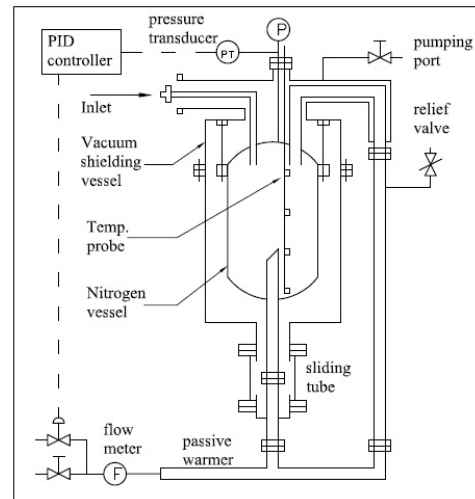 pressure
transducer
P
pumping
port
PID
controller
PT
Inlet
relief
valve
Vacuum
shielding
vessel
Temp.
probe
Nitrogen
vessel
sliding
tube
flow
meter
passive
warmer
F